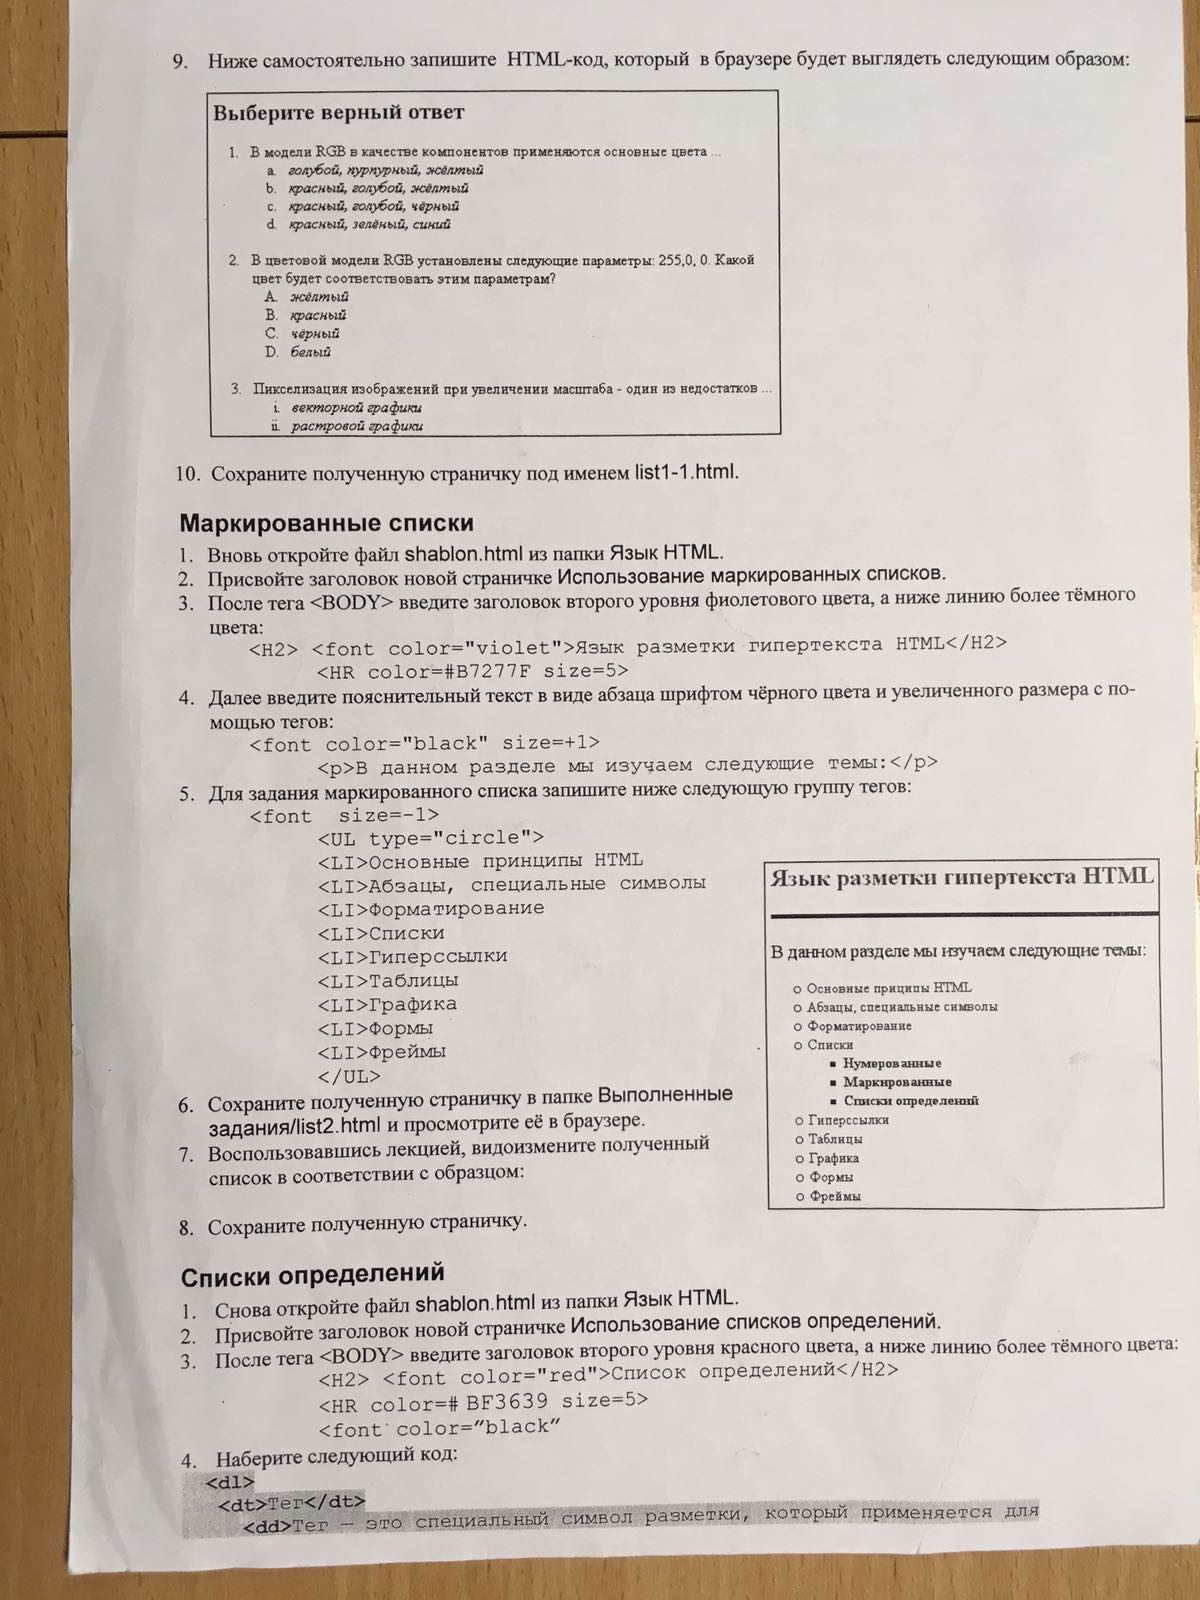 9. Ниже самостоятельно запишите HTML-код, который в браузере будет выглядеть следующим образом:
Выберите верный ответ
1. В модели RGB в качестве компонентов применяются основные цвета ...
a. голубой, пурпурный, жёлтый
b. красный, голубой, жёлтый
c. красный, голубой, чёрный
d. красный, зелёный, синий
2. В цветовой модели RGB установлены следующие параметры: 255,0, 0. Какой
цвет будет соответствовать этим параметрам?
A. жёлтый
B. красный
C. чёрный
D. белый
3. Пикселизация изображений при увеличении масштаба - один из недостатков ...
i. векторной графики
ii. растровой графики
10. Сохраните полученную страничку под именем list1-1.html.
Маркированные списки
1. Вновь откройте файл shablon.html из папки Язык HTML.
2. Присвойте заголовок новой страничке Использование маркированных списков.
3. После тега <BODY> введите заголовок второго уровня фиолетового цвета, а ниже линию более тёмного
цвета:
<H2> <font color="violet">Язык разметки гипертекста HTML</H2>
<HR color=#B7277F size=5>
4. Далее введите пояснительный текст в виде абзаца шрифтом чёрного цвета и увеличенного размера с по-
мощью тегов:
<font color="black" size=+1>
<p>В данном разделе мы изучаем следующие темы:</p>
5. Для задания маркированного списка запишите ниже следующую группу тегов:
<font size=-1>
<UL type="circle">
<LI>Основные принципы HTML
<LI>Абзацы, специальные символы
<LI>Форматирование
<LI>Списки
<LI>Гиперссылки
<LI>Таблицы
<LI>Графика
<LI>Формы
<LI>Фреймы
</UL>
6. Сохраните полученную страничку в папке Выполненные
задания/list2.html и просмотрите её в браузере.
7. Воспользовавшись лекцией, видоизмените полученный
список в соответствии с образцом:
8. Сохраните полученную страничку.
Язык разметки гипертекста HTML
В данном разделе мы изучаем следующие темы:
Основные приципы HTML
Абзацы, специальные символы
Форматирование
Списки
Нумерованные
Маркированные
Списки определений
Гиперссылки
Таблицы
Графика
Формы
Фреймы
Списки определений
1. Снова откройте файл shablon.html из папки Язык HTML.
2. Присвойте заголовок новой страничке Использование списков определений.
3. После тега <BODY> введите заголовок второго уровня красного цвета, а ниже линию более тёмного цвета:
<H2> <font color="red">Список определений</H2>
<HR color=# BF3639 size=5>
<font color=”black”
4. Наберите следующий код:
<dl>
<dt>Тег</dt>
<dd>Тег — это специальный символ разметки, который применяется для